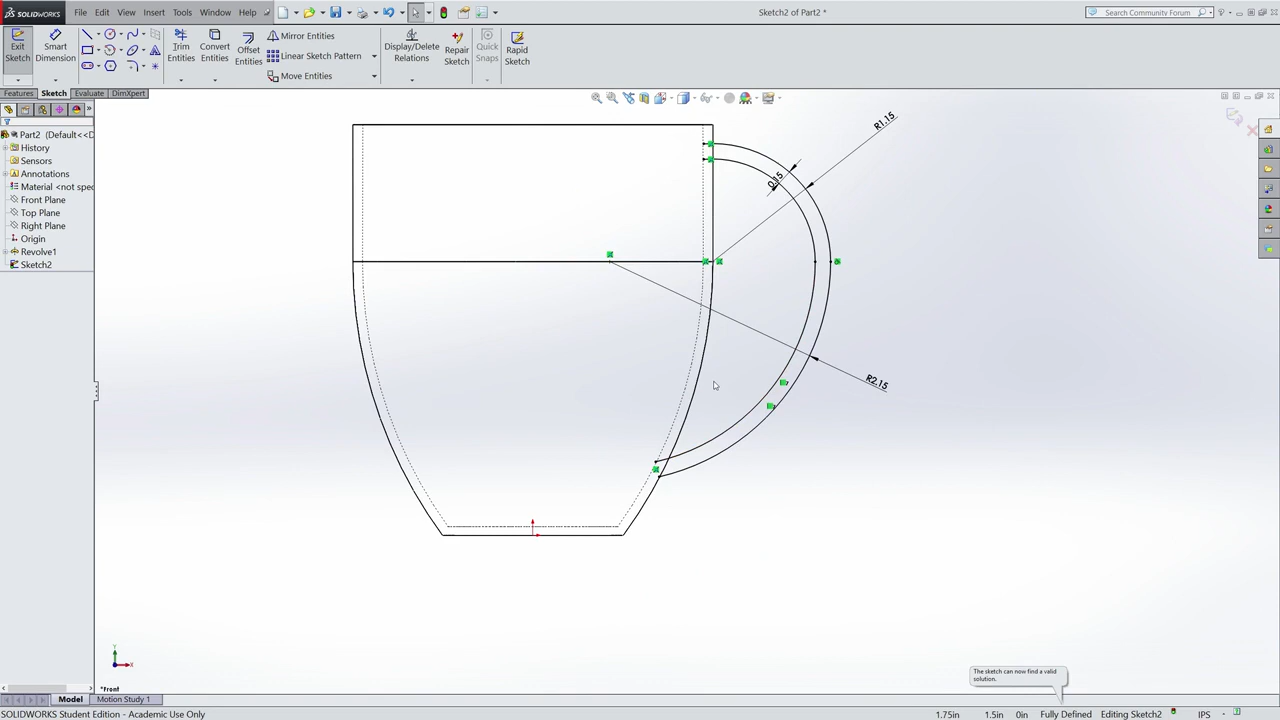 SOLIDWORKS File Edit View Insert Tools Window Help Sketch2 of Part2 * Search Community Forum
Exit Sketch
Smart Dimension
Trim Entities
Convert Entities
Offset Entities
Mirror Entities
Linear Sketch Pattern
Move Entities
Display/Delete Relations
Repair Sketch
Quick Snaps
Rapid Sketch
Features Sketch Evaluate DimXpert
Part2 (Default<<D
History
Sensors
Annotations
Material <not spec
Front Plane
Top Plane
Right Plane
Origin
Revolve1
Sketch2
R1.15
0.15
R2.15
Y
X
*Front
The sketch can now find a valid
solution.
Model Motion Study 1
SOLIDWORKS Student Edition - Academic Use Only 1.75in 1.5in 0in Fully Defined Editing Sketch2 IPS -